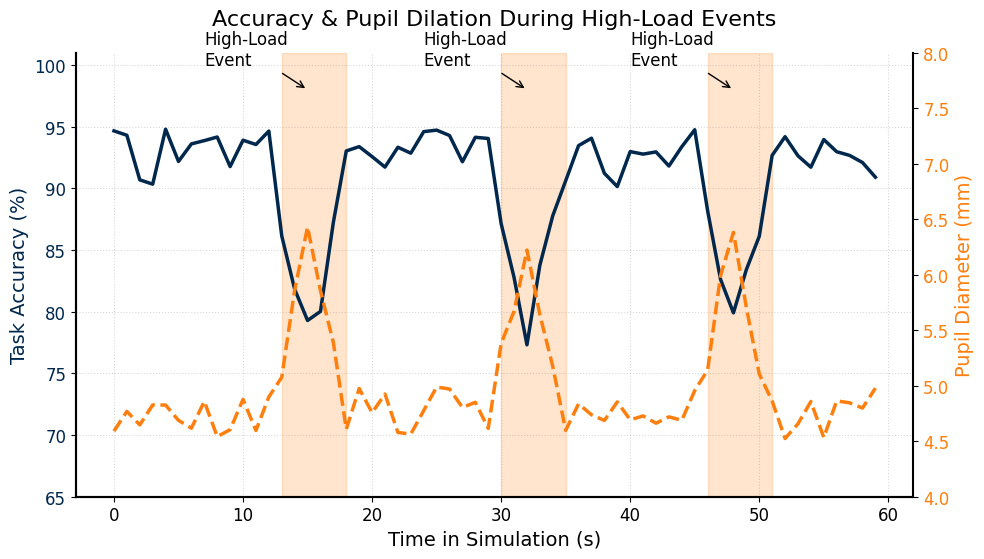 Accuracy & Pupil Dilation During High-Load Events
High-Load
Event
High-Load
Event
High-Load
Event
Task Accuracy (%)
100
95
90
85
80
75
70
65
8.0
7.5
7.0
6.5
6.0
5.5
5.0
4.5
4.0
Pupil Diameter (mm)
0 10 20 30 40 50 60
Time in Simulation (s)